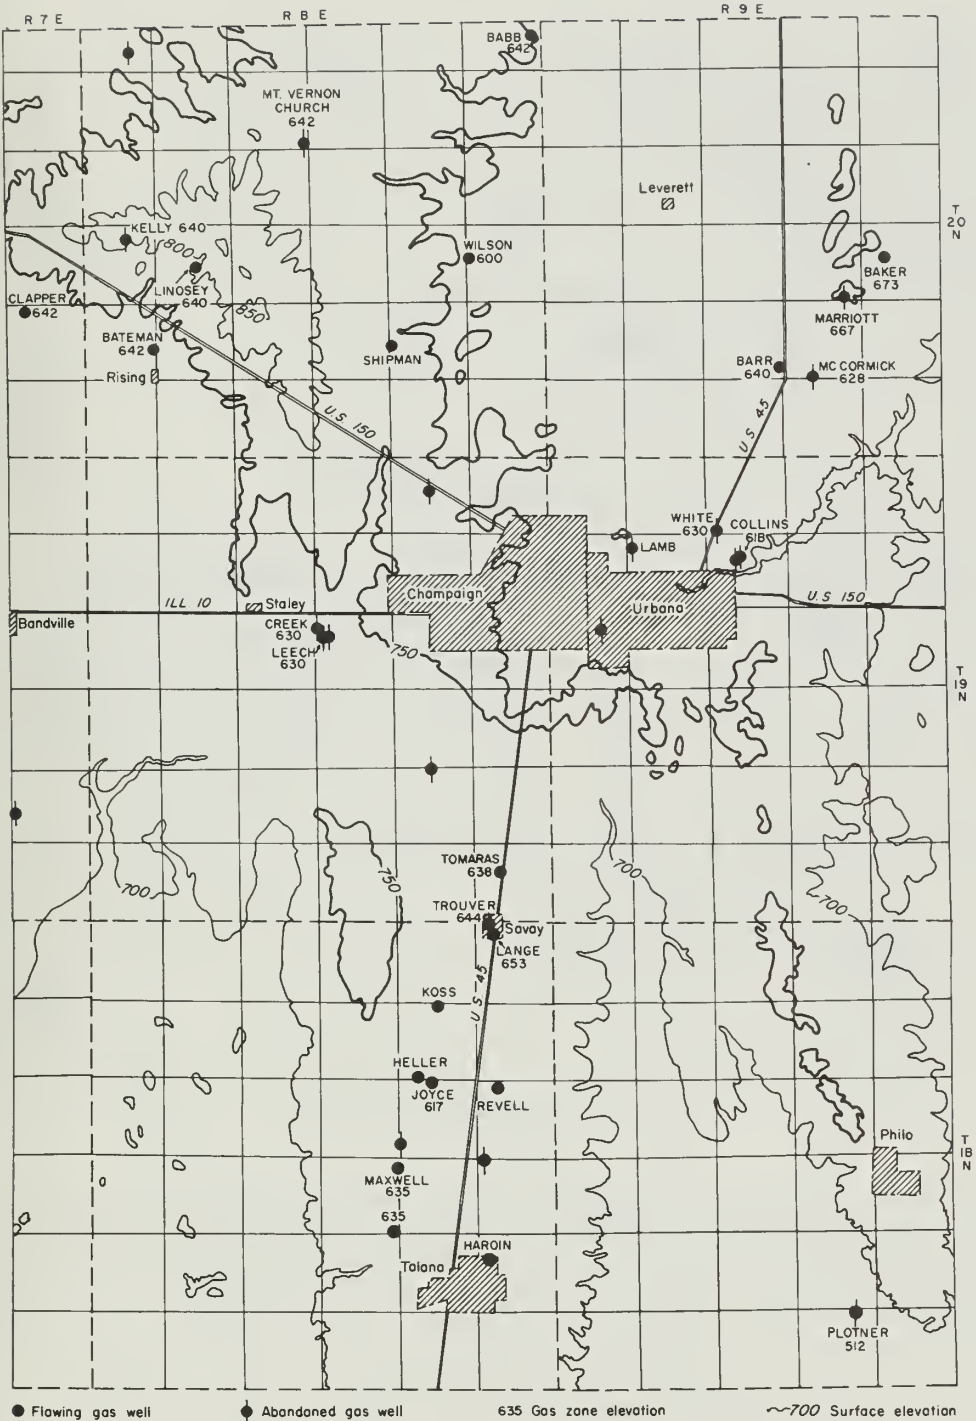 R 7 E
R 8 E
R 9 E
BABB
642
MT. VERNON
CHURCH
642
Leverett
T
20
N
KELLY 640
800
WILSON
600
BAKER
673
LINDSEY
640
CLAPPER
642
850
MARRIOTT
667
BATEMAN
642
SHIPMAN
BARR
640
MC CORMICK
628
Rising
U.S. 150
U S 45
WHITE
630
COLLINS
618
LAMB
Champaign
Urbana
U.S 150
ILL 10
Staley
Bandville
CREEK
630
LEECH
630
750
T
19
N
TOMARAS
638
750
700
700
700
TROUVER
644
Savoy
LANGE
653
KOSS
U S 45
HELLER
JOYCE
617
REVELL
Philo
T
18
N
MAXWELL
635
635
HARDIN
Tolono
PLOTNER
512
Flowing gas well
Abandoned gas well
635 Gas zone elevation
700 Surface elevation